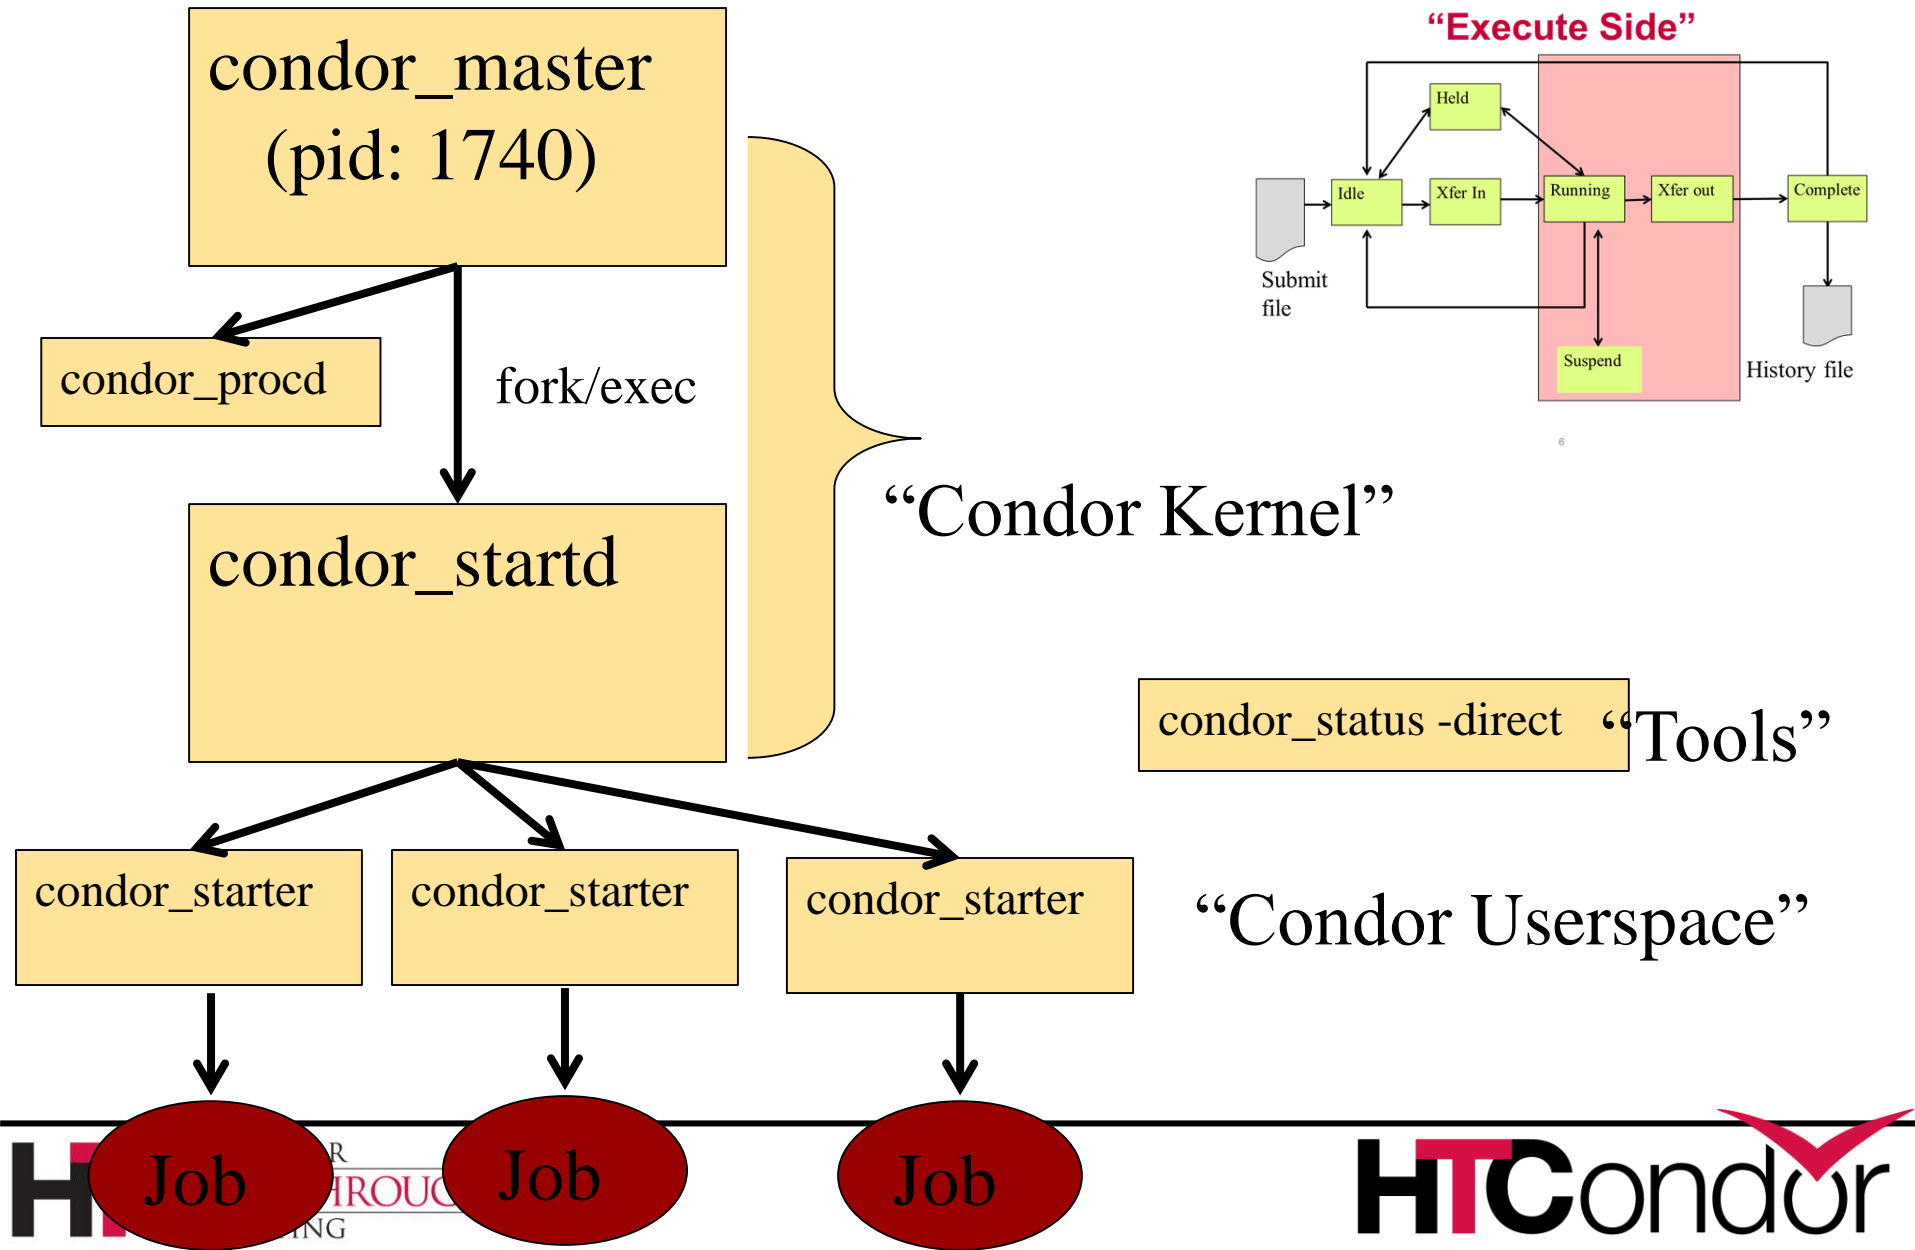 condor_master
(pid: 1740)
condor_procd
fork/exec
condor_startd
“Condor Kernel”
condor_status -direct
“Tools”
condor_starter
condor_starter
condor_starter
“Condor Userspace”
Job
Job
Job
“Execute Side”
Held
Idle
Xfer In
Running
Xfer out
Complete
Submit
file
Suspend
History file
6
HTCondor